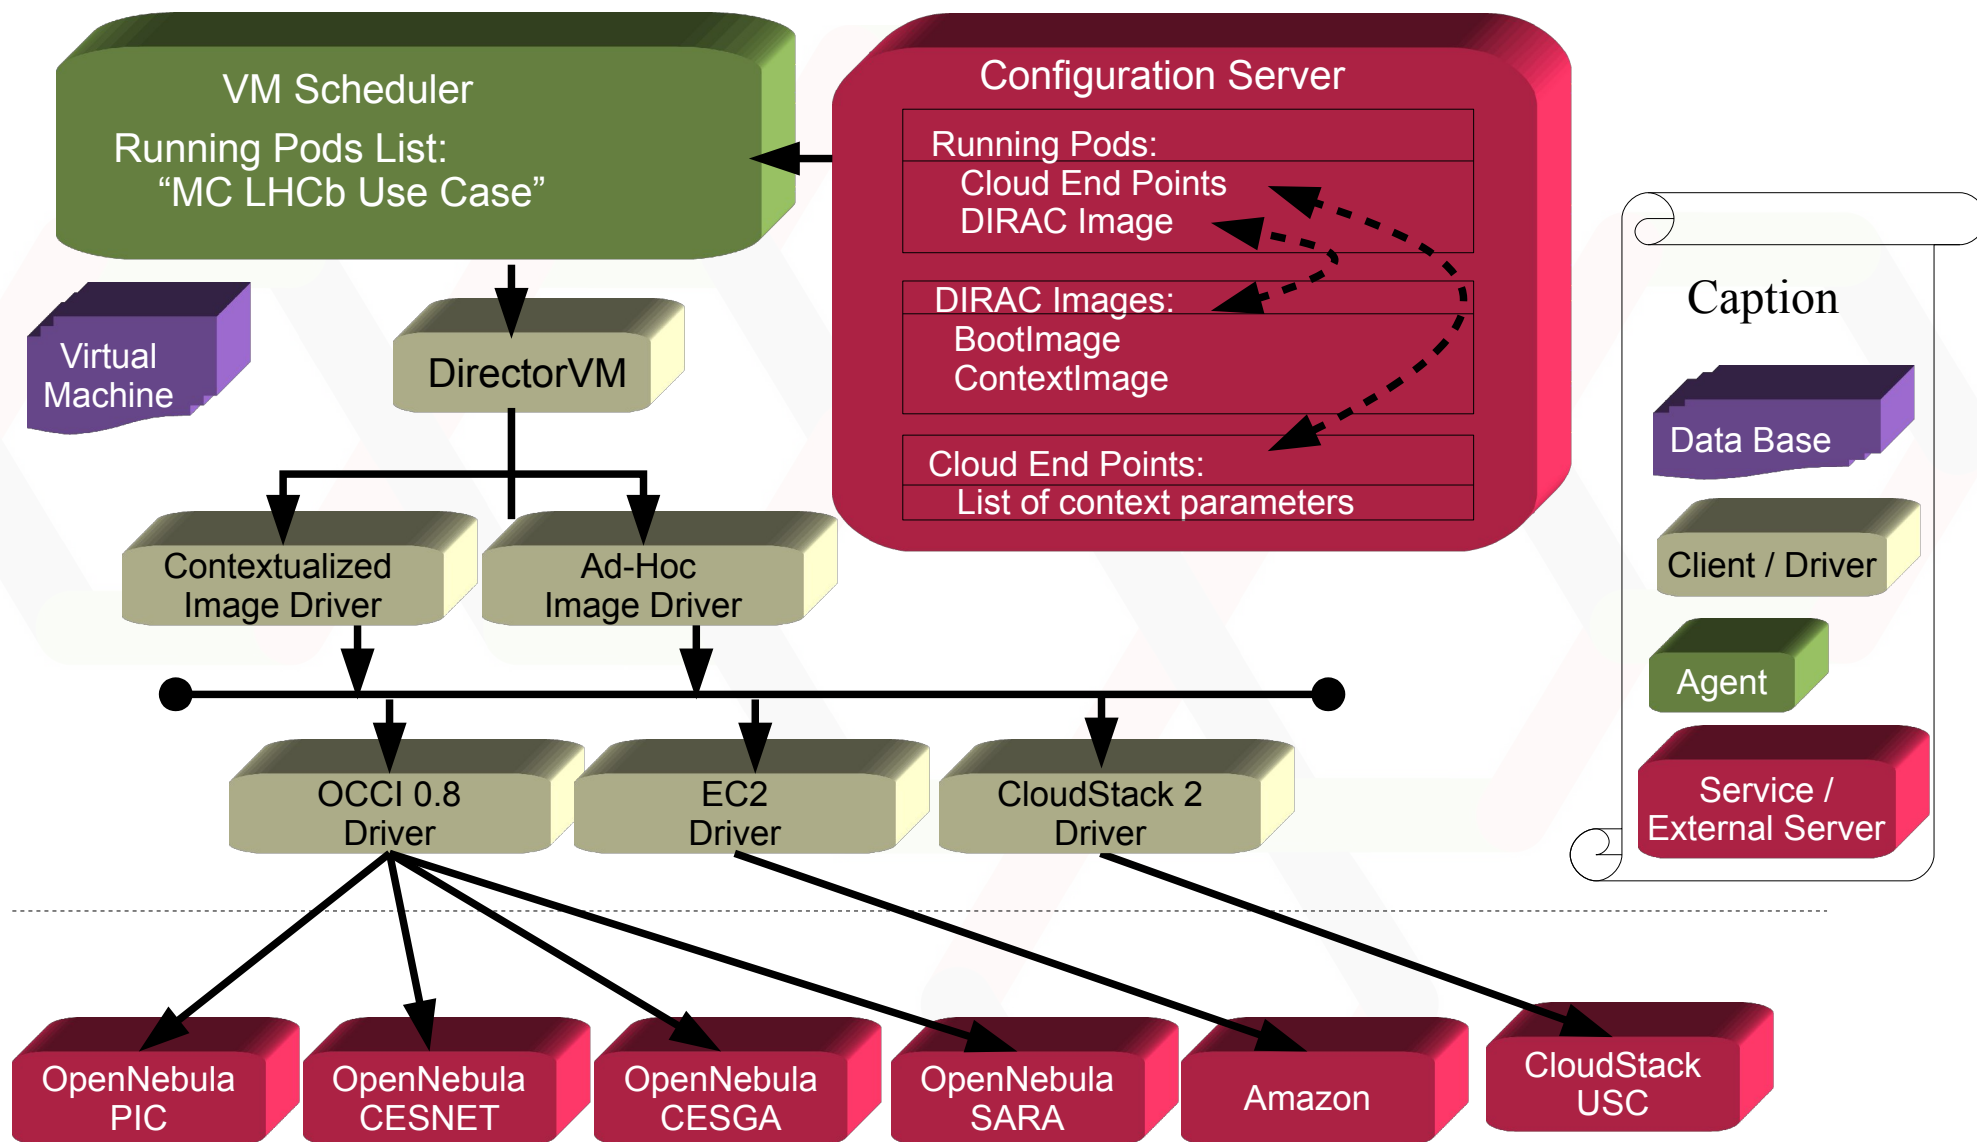 VM Scheduler
Running Pods List:
“MC LHCb Use Case”
Configuration Server
Running Pods:
Cloud End Points
DIRAC Image
DIRAC Images:
BootImage
ContextImage
Cloud End Points:
List of context parameters
Virtual
Machine
DirectorVM
Contextualized
Image Driver
Ad-Hoc
Image Driver
OCCI 0.8
Driver
EC2
Driver
CloudStack 2
Driver
OpenNebula
PIC
OpenNebula
CESNET
OpenNebula
CESGA
OpenNebula
SARA
Amazon
CloudStack
USC
Caption
Data Base
Client / Driver
Agent
Service /
External Server